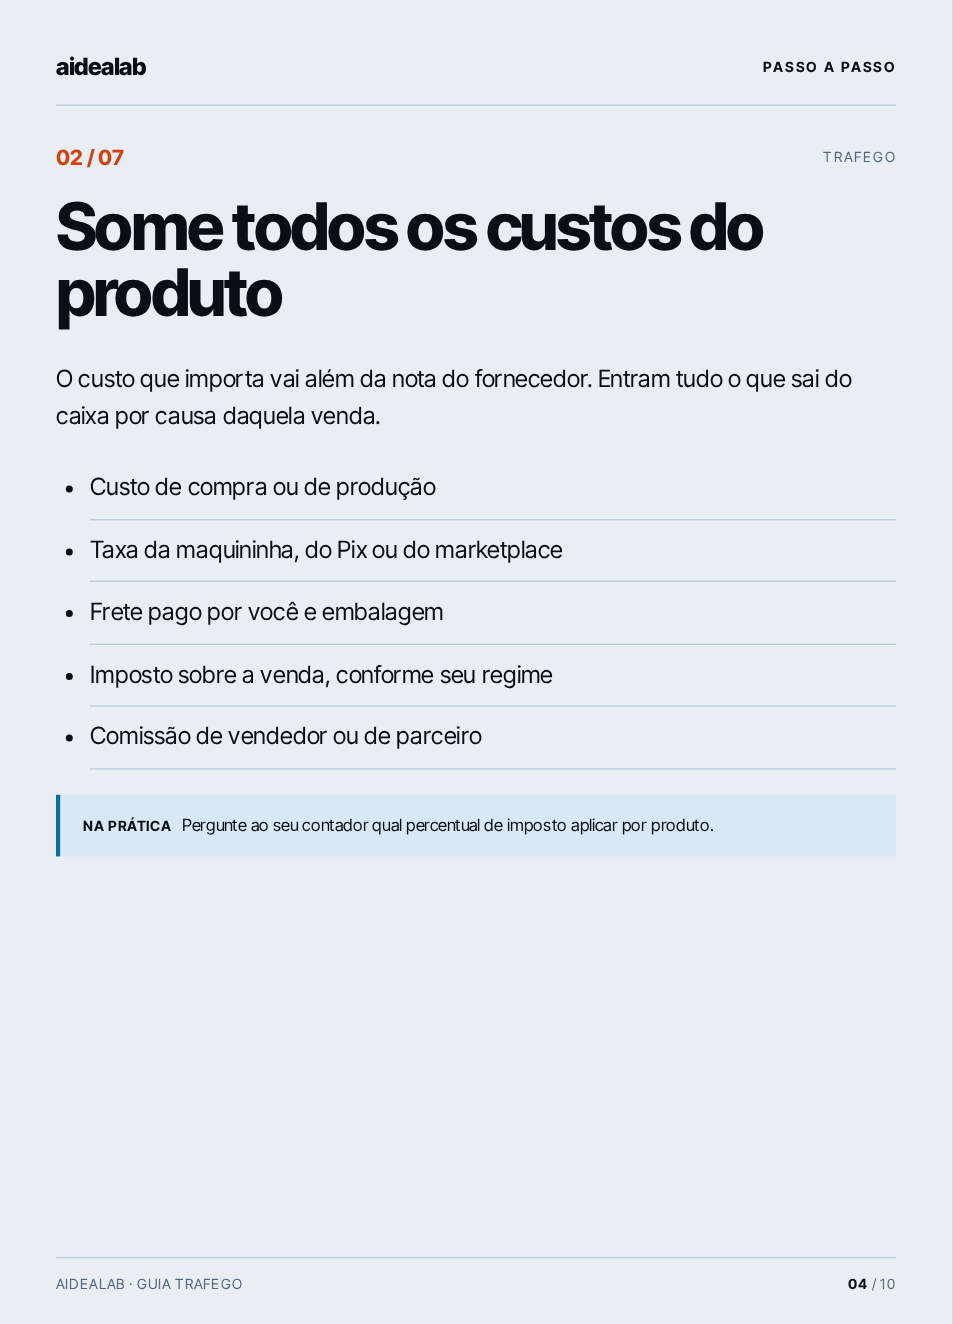 aidealab
PASSO A PASSO
02 / 07
TRAFEGO
Some todos os custos do
produto
O custo que importa vai além da nota do fornecedor. Entram tudo o que sai do
caixa por causa daquela venda.
• Custo de compra ou de produção
• Taxa da maquininha, do Pix ou do marketplace
• Frete pago por você e embalagem
• Imposto sobre a venda, conforme seu regime
• Comissão de vendedor ou de parceiro
NA PRÁTICA Pergunte ao seu contador qual percentual de imposto aplicar por produto.
AIDEALAB · GUIA TRAFEGO
04 / 10